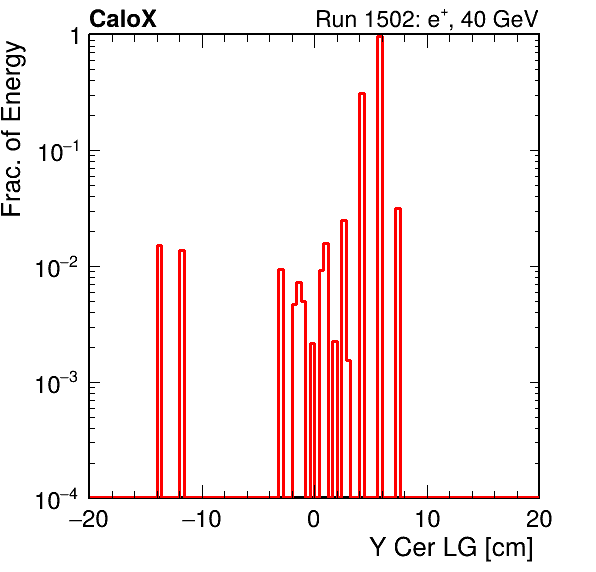 CaloX
Run 1502: e⁺, 40 GeV
Frac. of Energy
1
10⁻¹
10⁻²
10⁻³
10⁻⁴
−20
−10
0
10
20
Y Cer LG [cm]